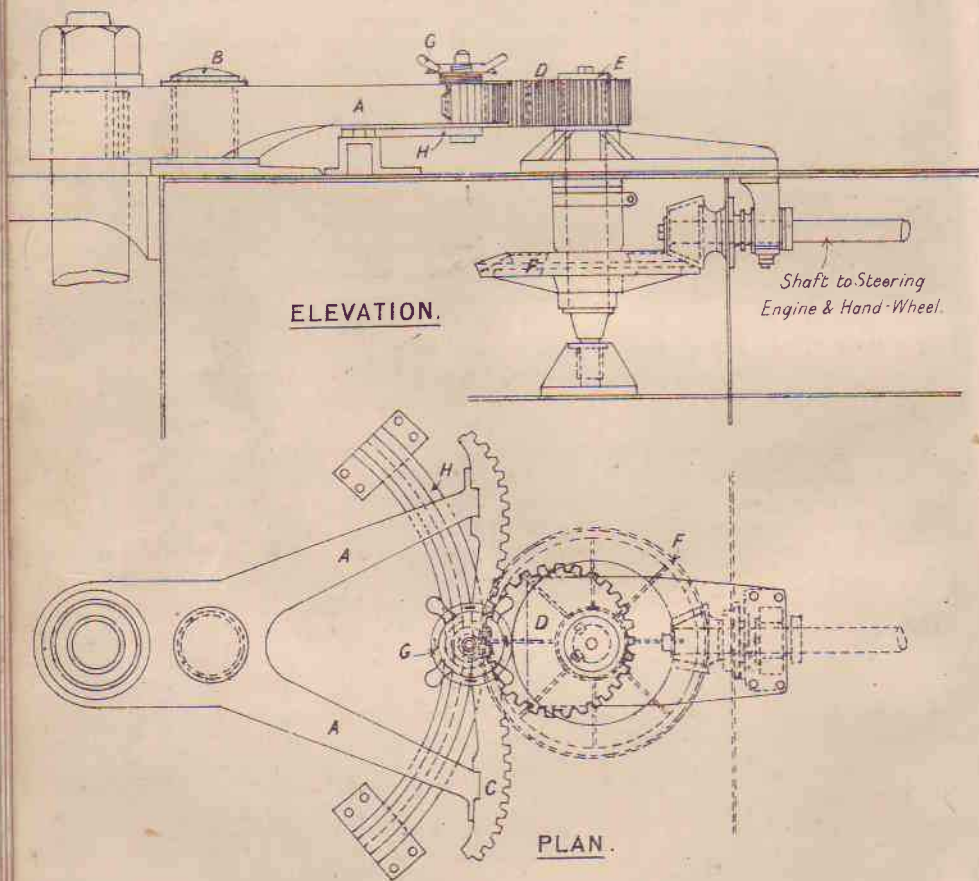 G
B
D
E
A
H
F
ELEVATION.
Shaft to Steering
Engine & Hand-Wheel.
H
A
F
D
G
A
C
PLAN.